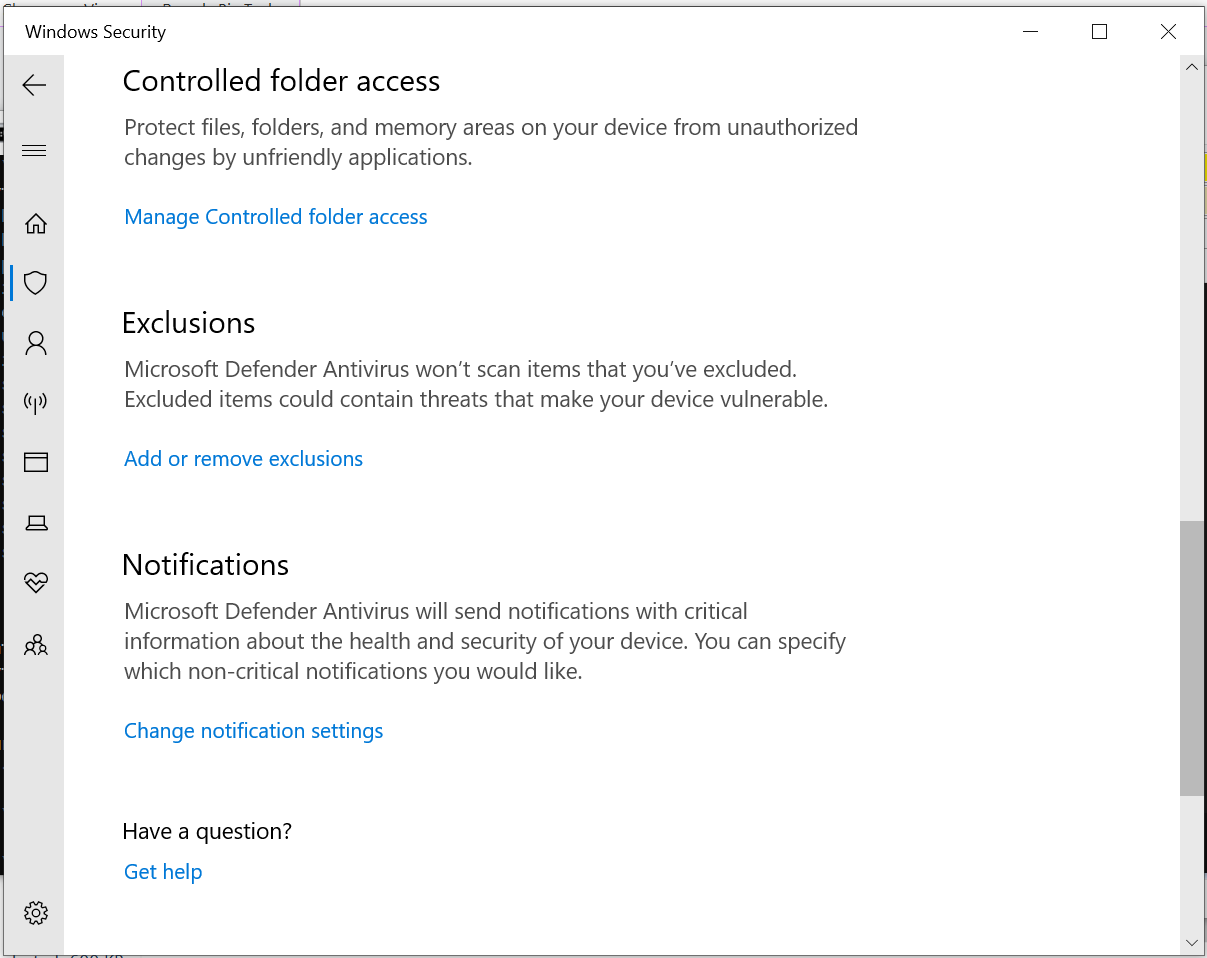 Windows Security
Controlled folder access
Protect files, folders, and memory areas on your device from unauthorized
changes by unfriendly applications.
Manage Controlled folder access
Exclusions
Microsoft Defender Antivirus won’t scan items that you’ve excluded.
Excluded items could contain threats that make your device vulnerable.
Add or remove exclusions
Notifications
Microsoft Defender Antivirus will send notifications with critical
information about the health and security of your device. You can specify
which non-critical notifications you would like.
Change notification settings
Have a question?
Get help